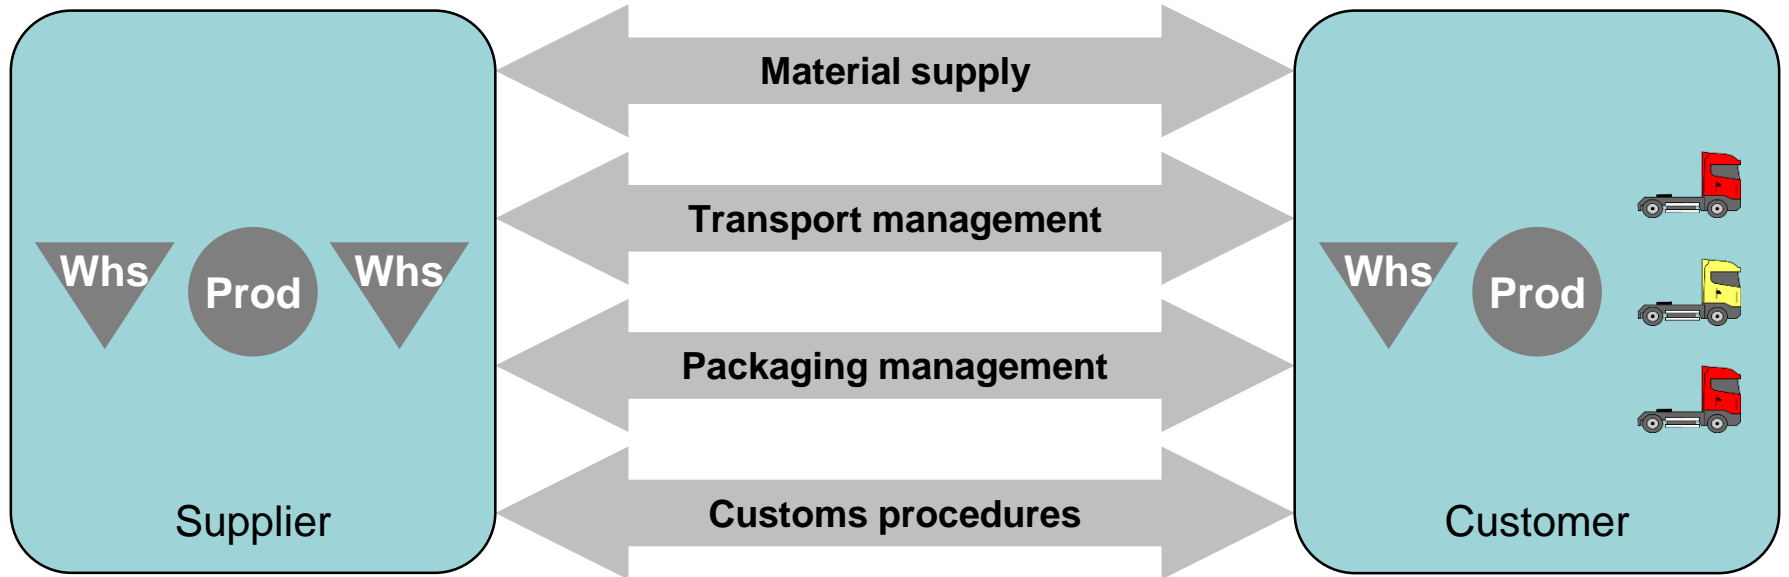 Material supply
Transport management
Whs
Prod
Whs
Whs
Prod
Packaging management
Supplier
Customs procedures
Customer